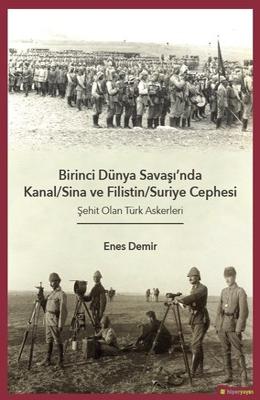 Birinci Dünya Savaşı'nda
Kanal/Sina ve Filistin/Suriye Cephesi
Şehit Olan Türk Askerleri
Enes Demir
hiperyayın